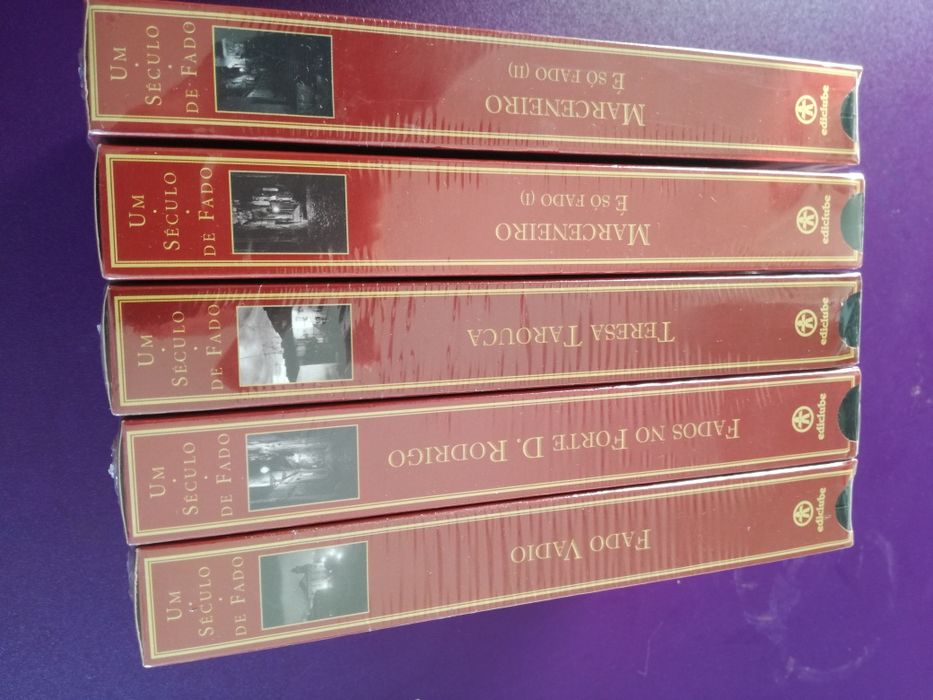 UM
SÉCULO
DE FADO
MARCENEIRO
É SÓ FADO (II)
ediclube
UM
SÉCULO
DE FADO
MARCENEIRO
É SÓ FADO (I)
ediclube
UM
SÉCULO
DE FADO
TERESA TAROUCA
ediclube
UM
SÉCULO
DE FADO
FADOS NO FORTE D. RODRIGO
ediclube
UM
SÉCULO
DE FADO
FADO VADIO
ediclube